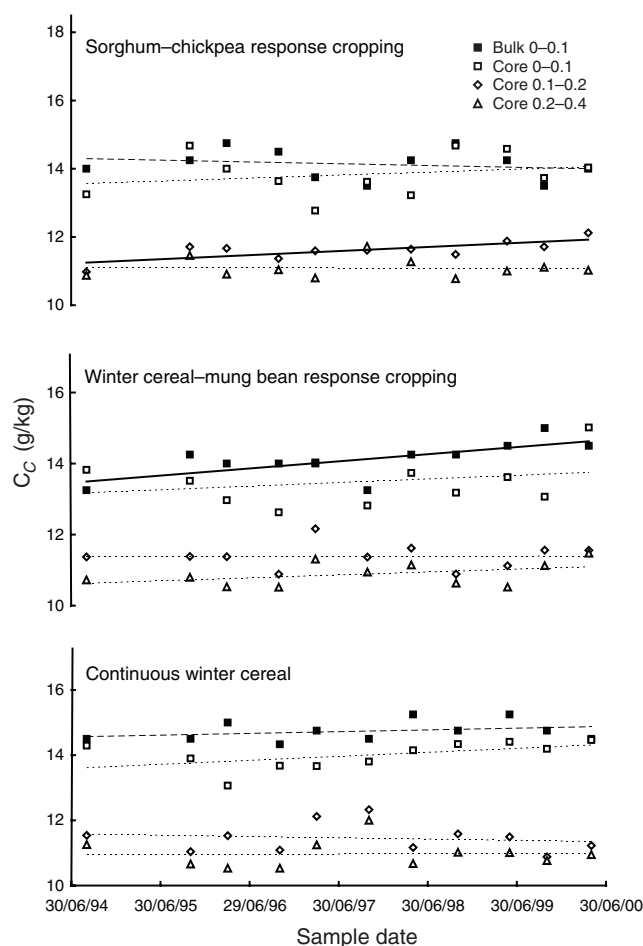 18
Sorghum–chickpea response cropping
Bulk 0–0.1
Core 0–0.1
Core 0.1–0.2
Core 0.2–0.4
16
14
12
10
16
Winter cereal–mung bean response cropping
14
12
10
C_C (g/kg)
16
Continuous winter cereal
14
12
10
30/06/94 30/06/95 29/06/96 30/06/97 30/06/98 30/06/99 30/06/00
Sample date